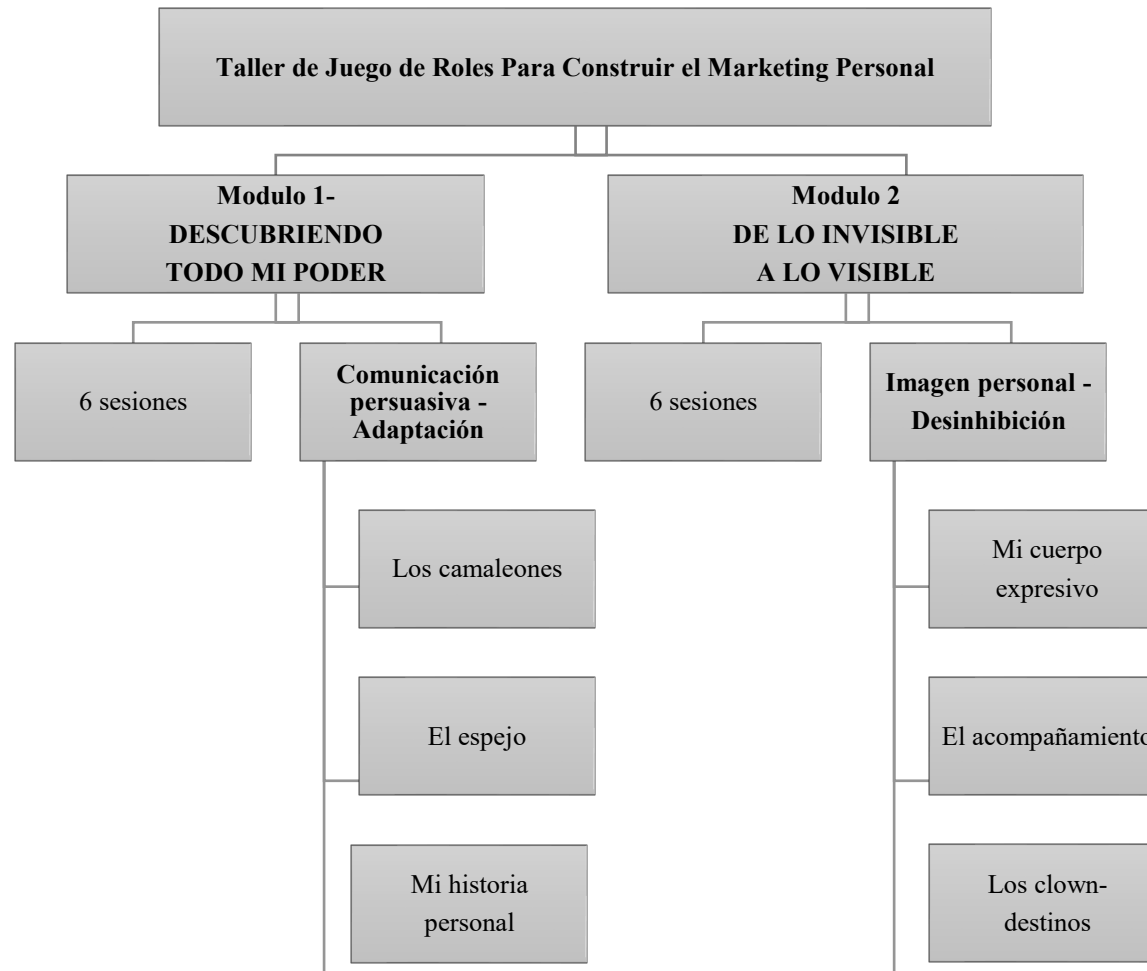 Taller de Juego de Roles Para Construir el Marketing Personal
Modulo 1-
DESCUBRIENDO
TODO MI PODER
Modulo 2
DE LO INVISIBLE
A LO VISIBLE
6 sesiones
Comunicación
persuasiva -
Adaptación
6 sesiones
Imagen personal -
Desinhibición
Los camaleones
Mi cuerpo
expresivo
El espejo
El acompañamiento
Mi historia
personal
Los clown-
destinos